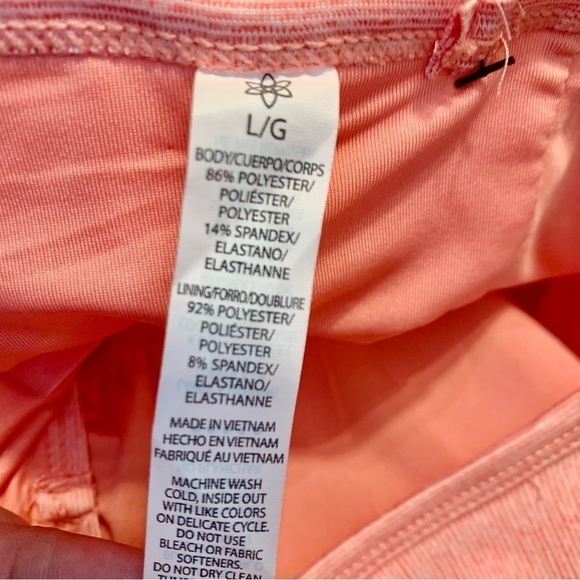 L/G
BODY/CUERPO/CORPS
86% POLYESTER/
POLIÉSTER/
POLYESTER
14% SPANDEX/
ELASTANO/
ELASTHANNE
LINING/FORRO/DOUBLURE
92% POLYESTER/
POLIÉSTER/
POLYESTER
8% SPANDEX/
ELASTANO/
ELASTHANNE
MADE IN VIETNAM
HECHO EN VIETNAM
FABRIQUÉ AU VIETNAM
MACHINE WASH
COLD, INSIDE OUT
WITH LIKE COLORS
ON DELICATE CYCLE.
DO NOT USE
BLEACH OR FABRIC
SOFTENERS.
DO NOT DRY CLEAN